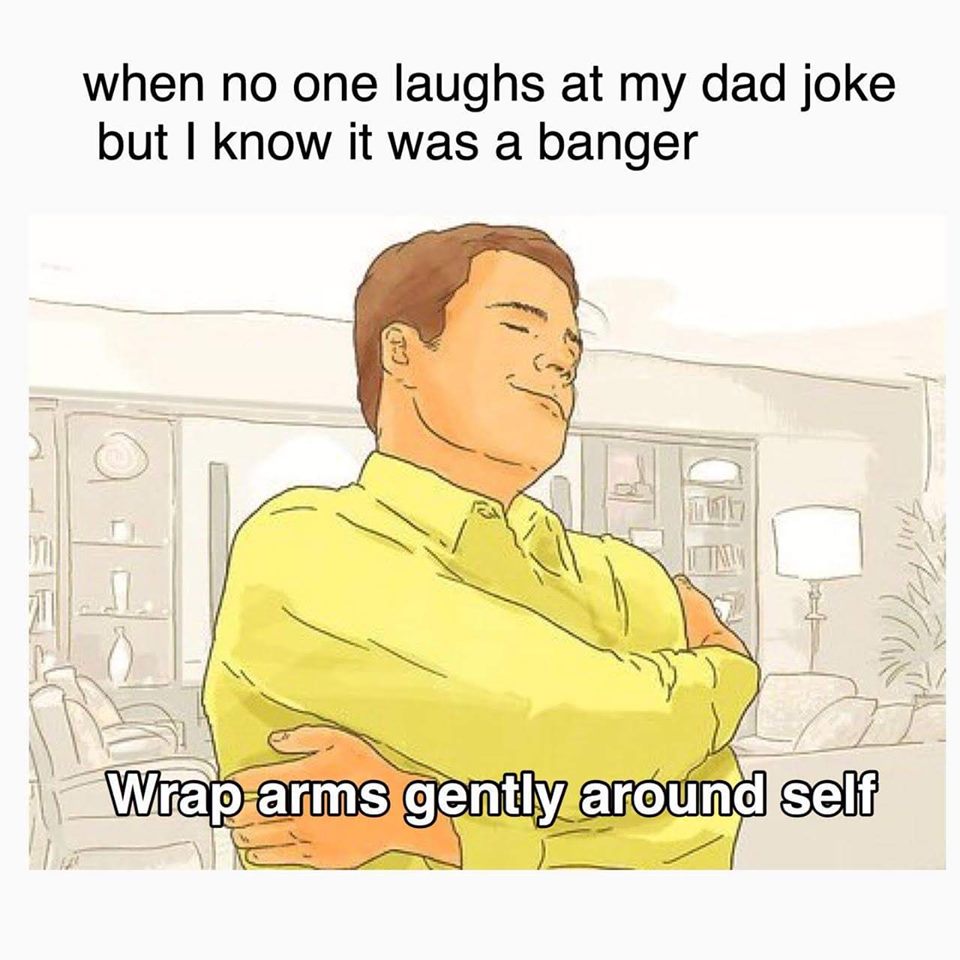 when no one laughs at my dad joke
but I know it was a banger
Wrap arms gently around self